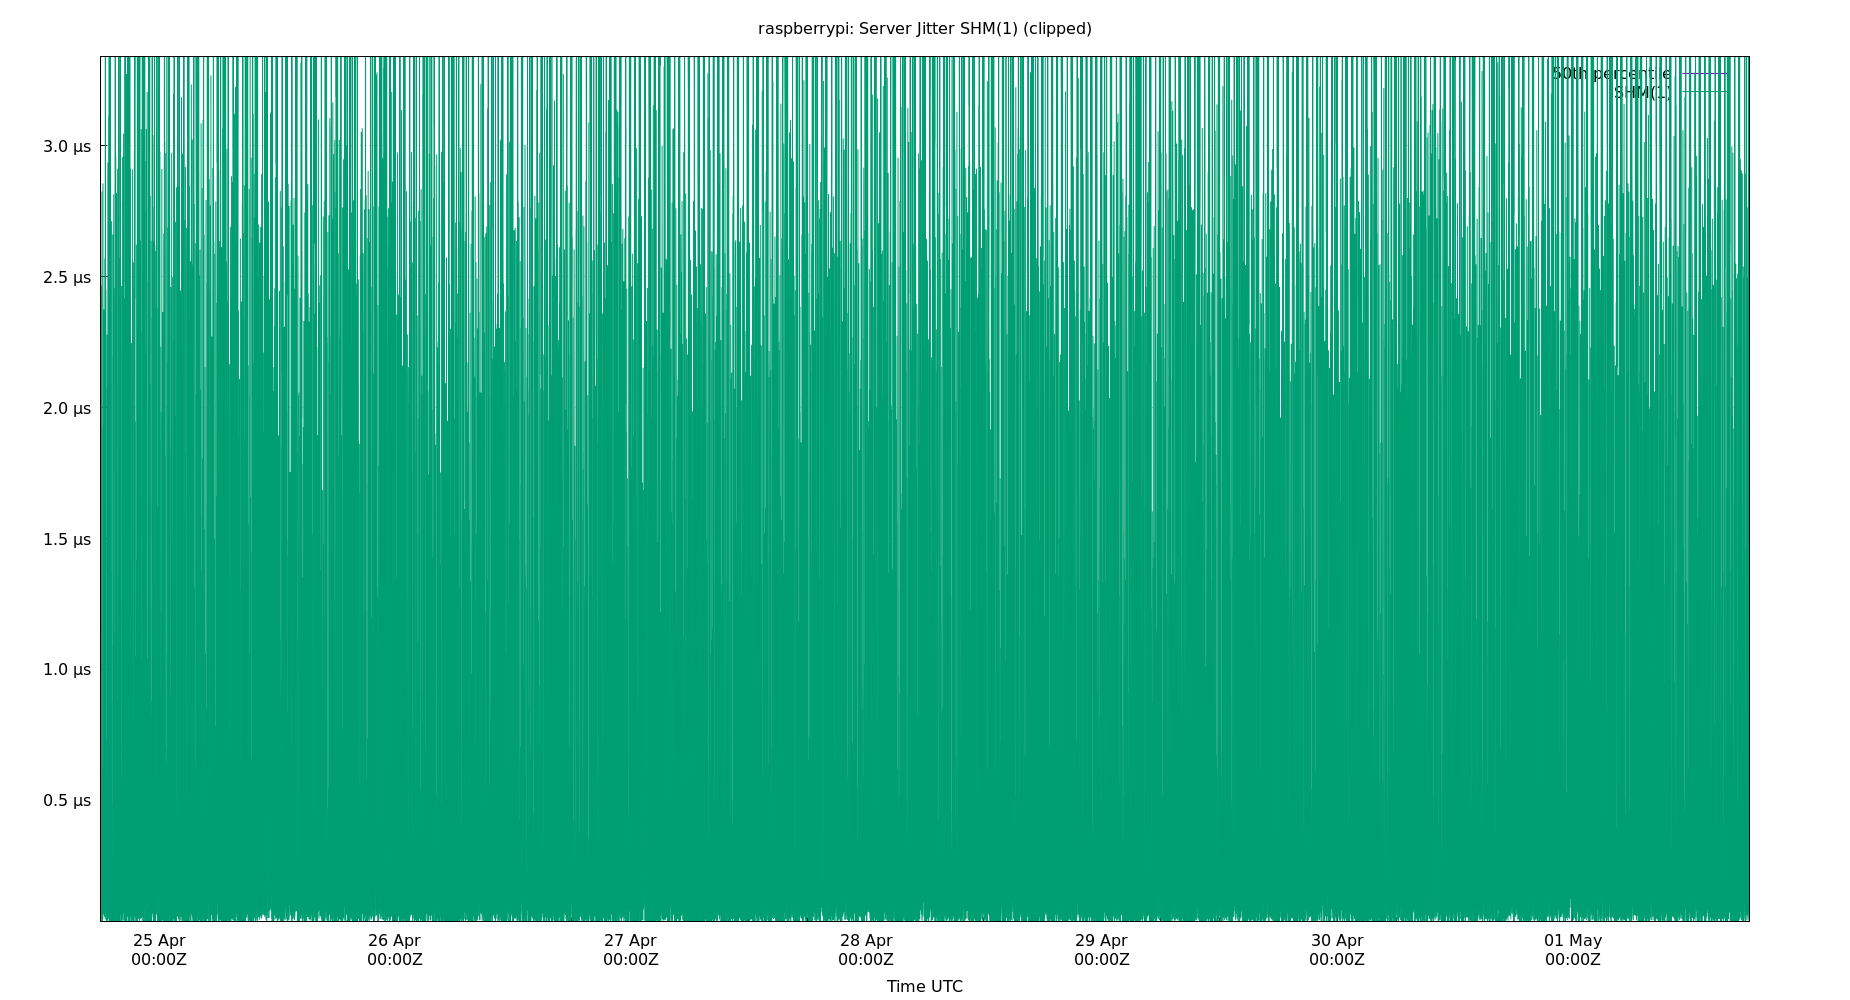 raspberrypi: Server Jitter SHM(1) (clipped)
50th percentile
SHM(1)
3.0 µs
2.5 µs
2.0 µs
1.5 µs
1.0 µs
0.5 µs
25 Apr 26 Apr 27 Apr 28 Apr 29 Apr 30 Apr 01 May
00:00Z 00:00Z 00:00Z 00:00Z 00:00Z 00:00Z 00:00Z
Time UTC